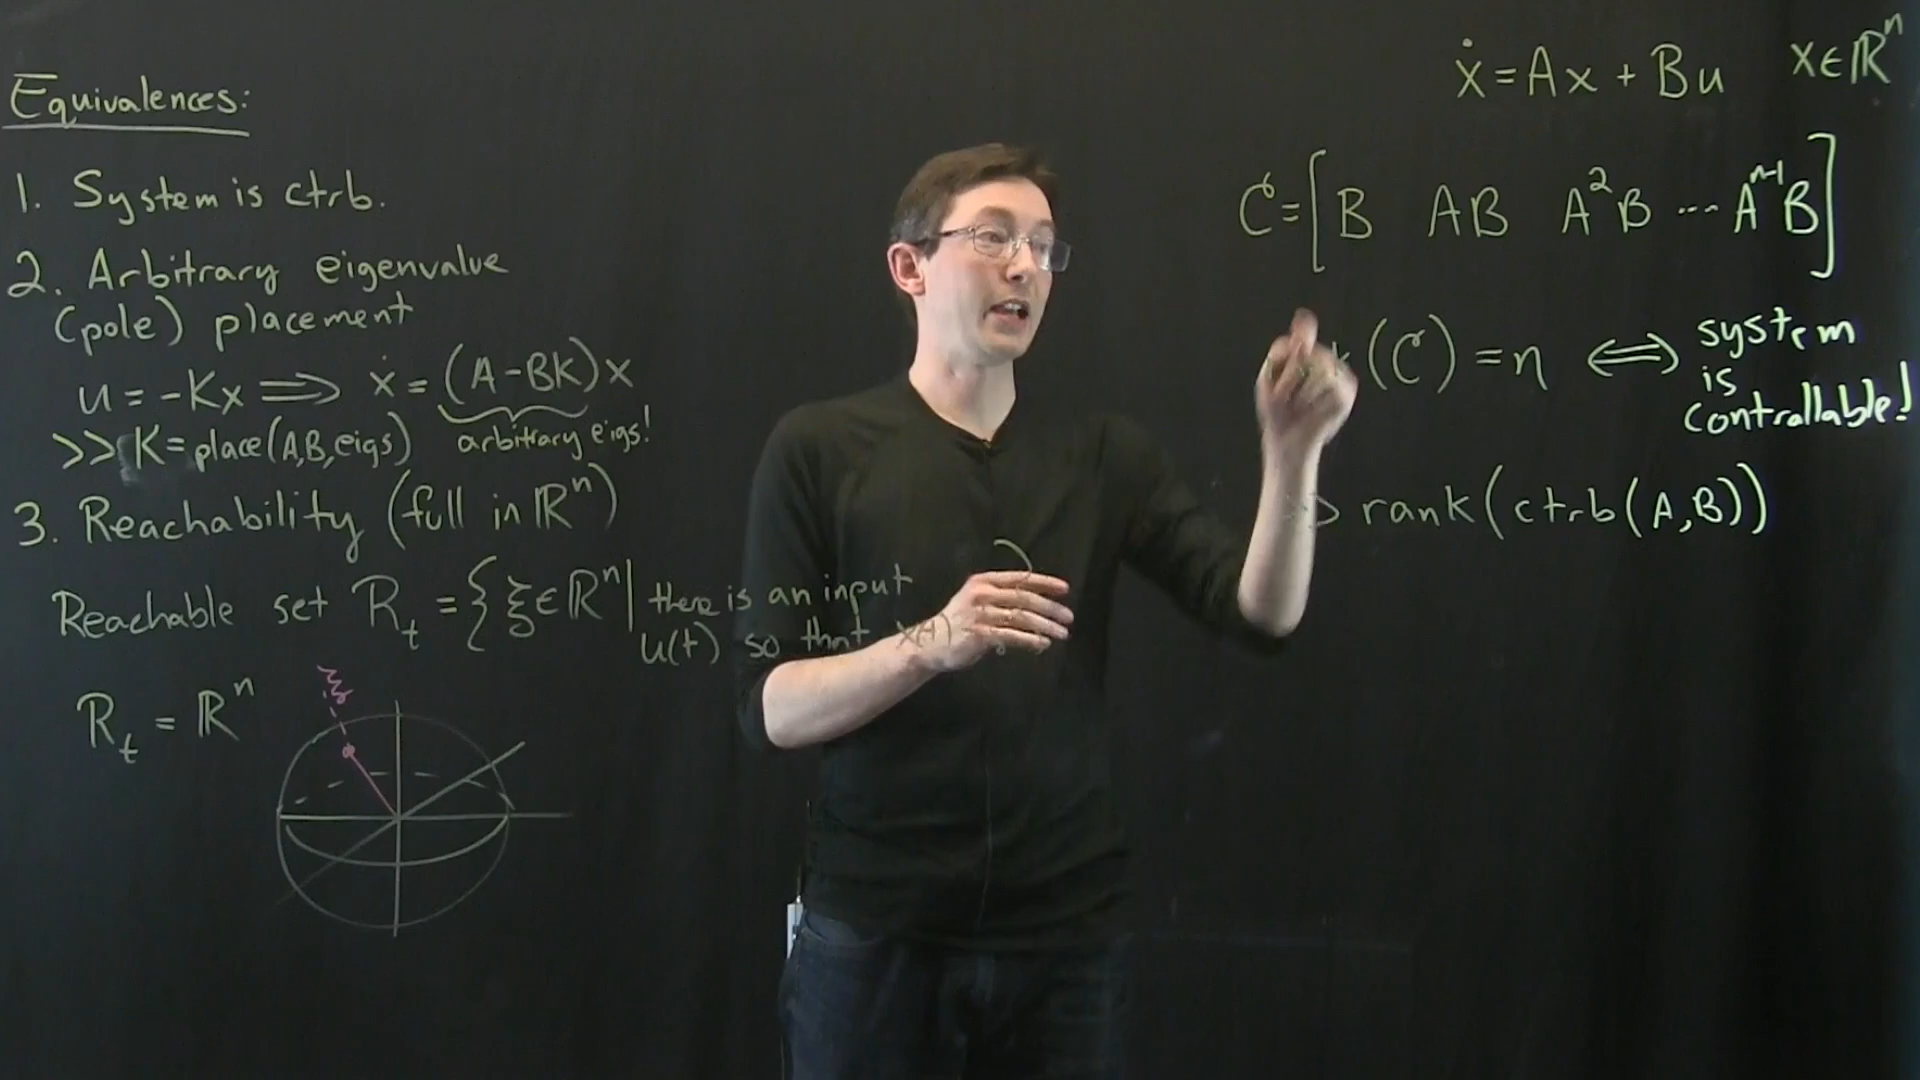 Equivalences:
1. System is ctrb.
2. Arbitrary eigenvalue
(pole) placement
u = -Kx ⟹ ẋ = (A-BK)x
>> K = place(A,B,eigs) arbitrary eigs!
3. Reachability (full in ℝⁿ)
Reachable set R_t = { ξ ∈ ℝⁿ | there is an input
u(t) so that x(t)
R_t = ℝⁿ
ξ
ẋ = Ax + Bu x ∈ ℝⁿ
C = [B AB A²B ... Aⁿ⁻¹B]
(C) = n ⟺ system
is
controllable!
> rank(ctrb(A,B))